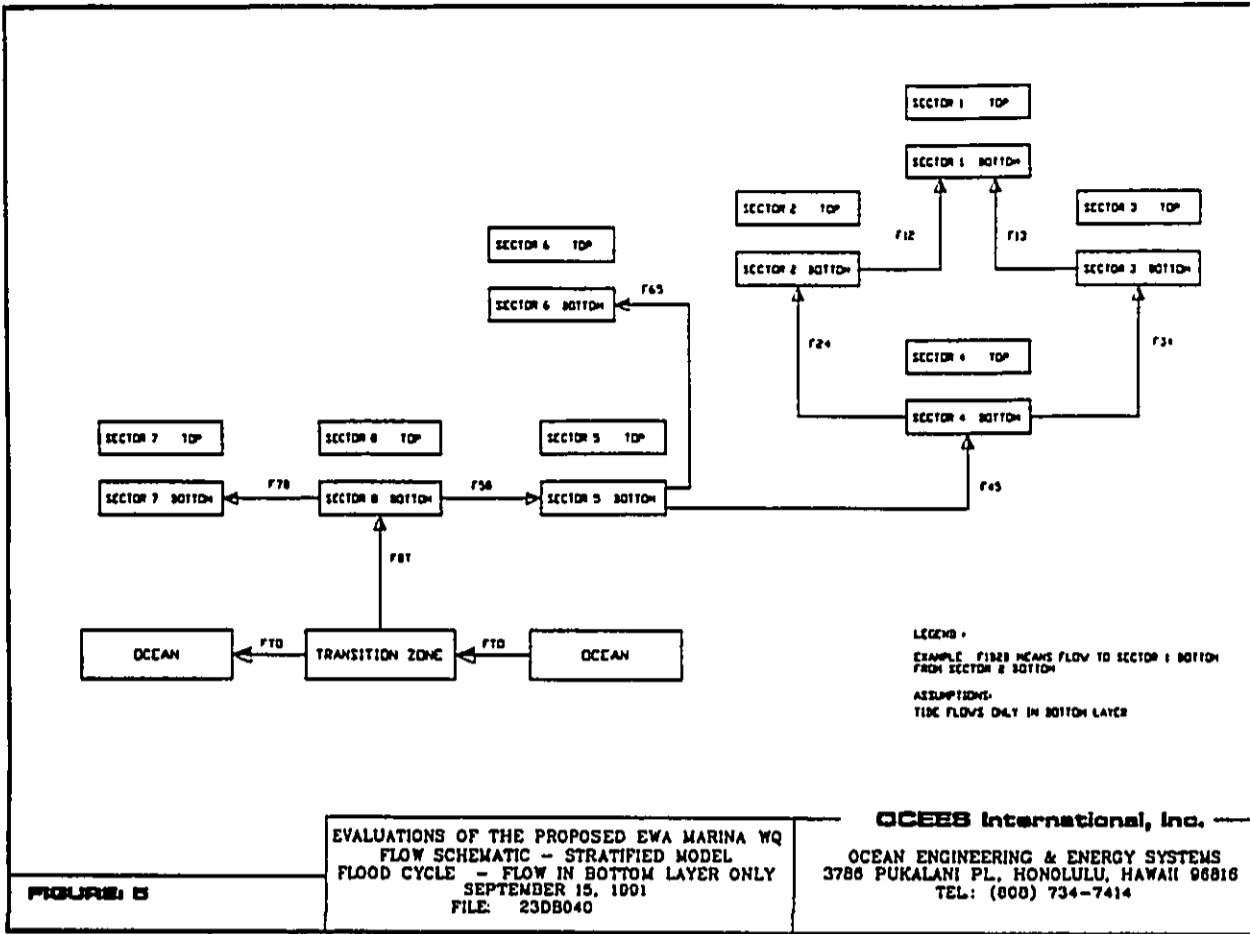 SECTOR 1 TOP
SECTOR 1 BOTTOM
SECTOR 2 TOP
SECTOR 3 TOP
F12
F13
SECTOR 2 BOTTOM
SECTOR 3 BOTTOM
SECTOR 6 TOP
SECTOR 6 BOTTOM
F65
F24
F34
SECTOR 4 TOP
SECTOR 4 BOTTOM
SECTOR 7 TOP
SECTOR 8 TOP
SECTOR 5 TOP
SECTOR 7 BOTTOM
F78
SECTOR 8 BOTTOM
F58
SECTOR 5 BOTTOM
F45
F8T
OCEAN
FTO
TRANSITION ZONE
FTO
OCEAN
LEGEND:
EXAMPLE F1B2B MEANS FLOW TO SECTOR 1 BOTTOM
FROM SECTOR 2 BOTTOM
ASSUMPTIONS:
TIDE FLOWS ONLY IN BOTTOM LAYER
FIGURE: 5
EVALUATIONS OF THE PROPOSED EWA MARINA WQ
FLOW SCHEMATIC - STRATIFIED MODEL
FLOOD CYCLE - FLOW IN BOTTOM LAYER ONLY
SEPTEMBER 15, 1991
FILE: 23DB040
OCEES International, Inc.
OCEAN ENGINEERING & ENERGY SYSTEMS
3786 PUKALANI PL., HONOLULU, HAWAII 96816
TEL: (808) 734-7414